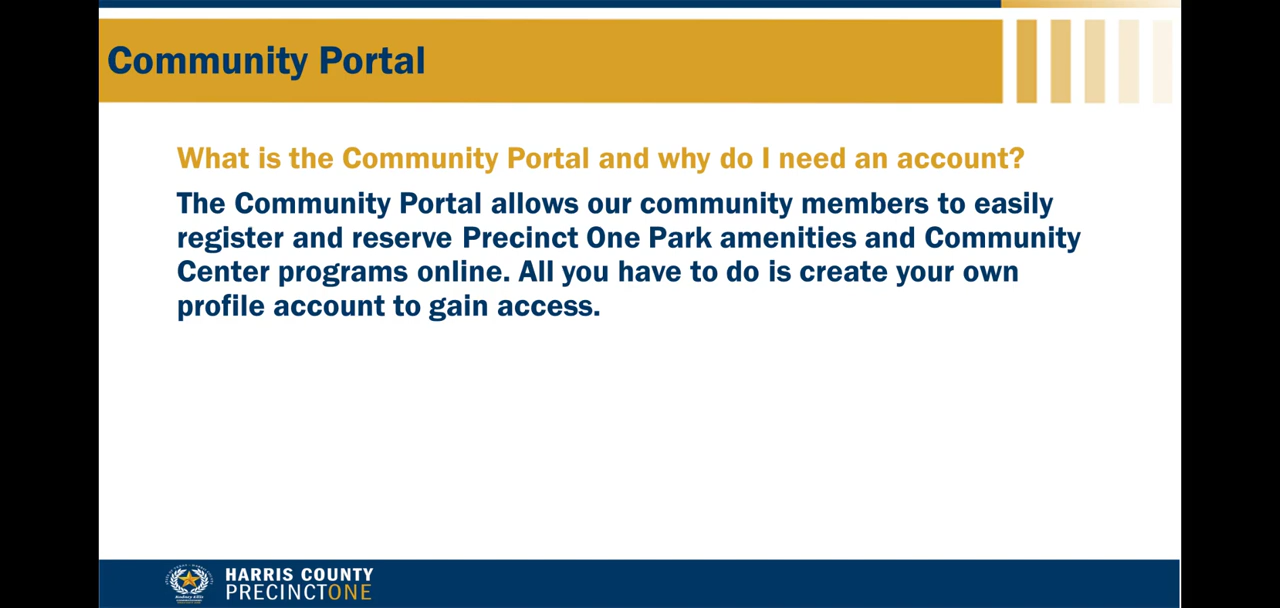 Community Portal
What is the Community Portal and why do I need an account?
The Community Portal allows our community members to easily
register and reserve Precinct One Park amenities and Community
Center programs online. All you have to do is create your own
profile account to gain access.
HARRIS COUNTY
PRECINCTONE